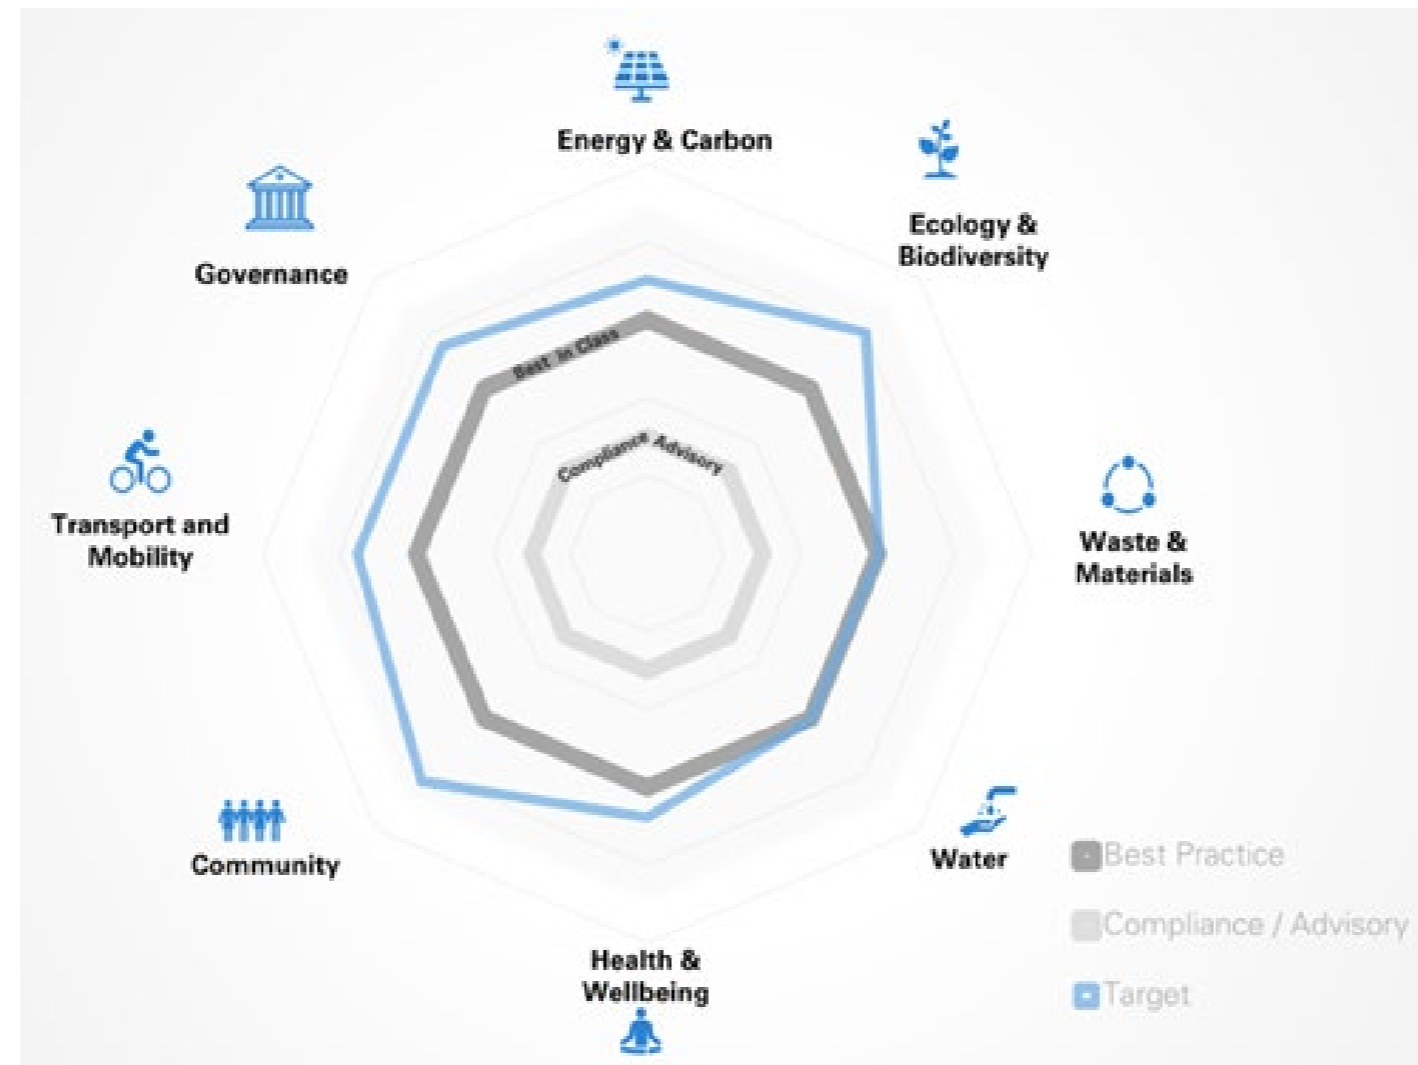 Energy & Carbon
Ecology &
Biodiversity
Governance
Best in Class
Compliance Advisory
Transport and
Mobility
Waste &
Materials
Community
Water
Health &
Wellbeing
Best Practice
Compliance / Advisory
Target